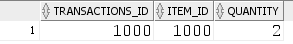 TRANSACTIONS_ID ITEM_ID QUANTITY
1 1000 1000 2